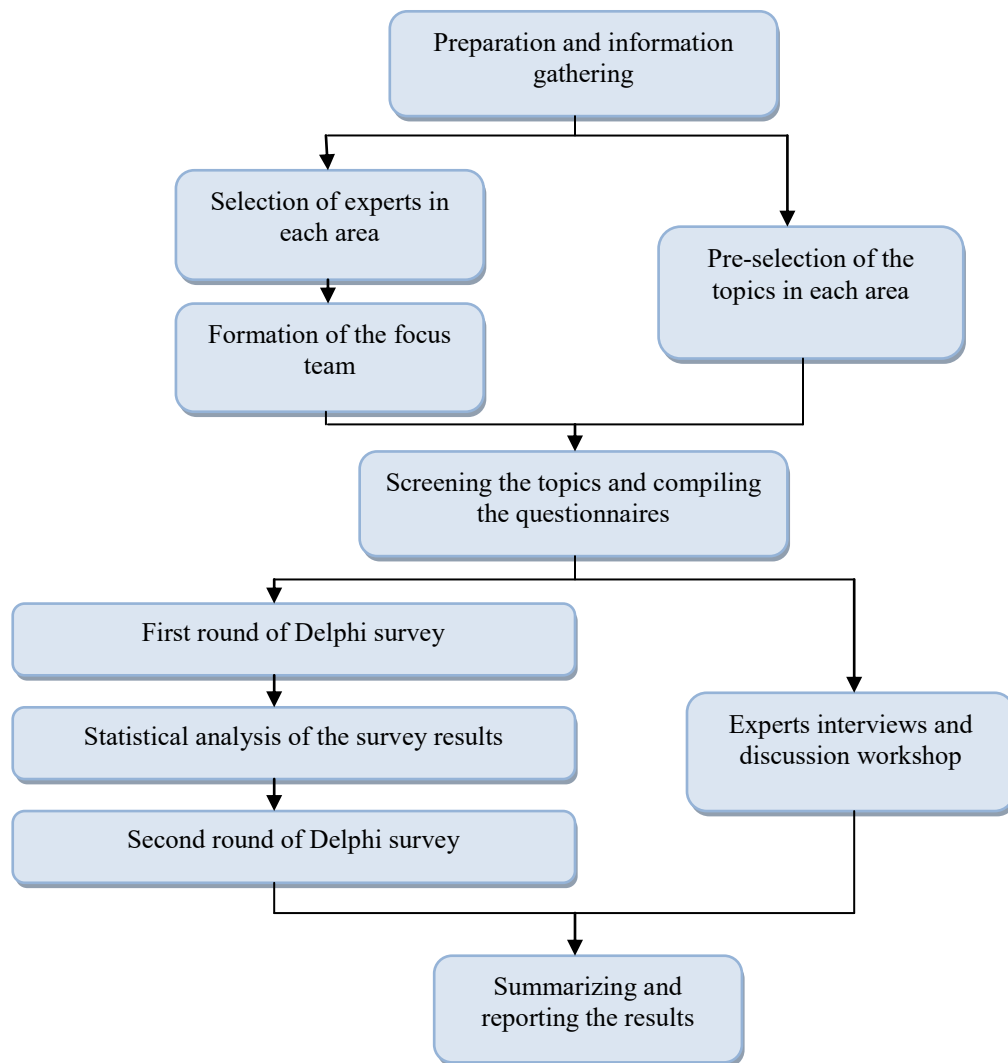 Preparation and information
gathering
Selection of experts in
each area
Pre-selection of the
topics in each area
Formation of the focus
team
Screening the topics and compiling
the questionnaires
First round of Delphi survey
Statistical analysis of the survey results
Experts interviews and
discussion workshop
Second round of Delphi survey
Summarizing and
reporting the results